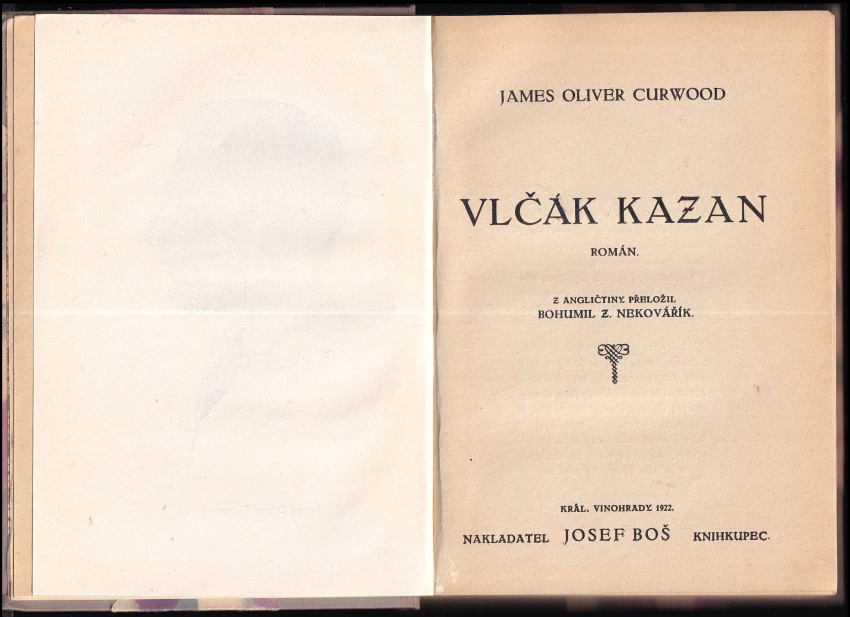 JAMES OLIVER CURWOOD
VLČÁK KAZAN
ROMÁN.
Z ANGLIČTINY PŘELOŽIL
BOHUMIL Z. NEKOVÁŘÍK.
KRÁL. VINOHRADY. 1922.
NAKLADATEL JOSEF BOŠ KNIHKUPEC.